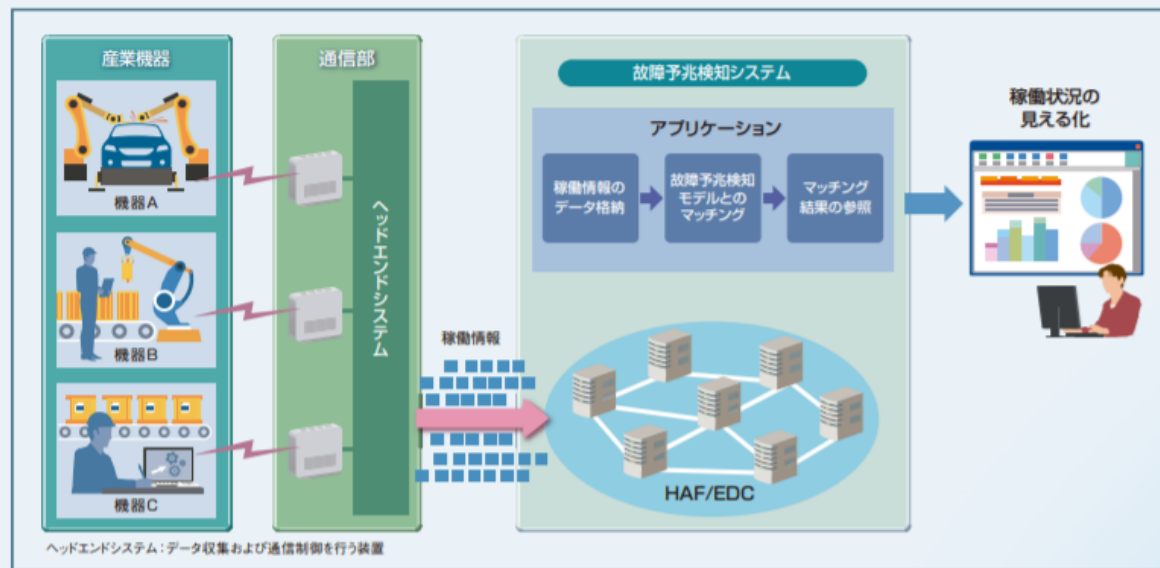 産業機器
機器A
機器B
機器C
通信部
ヘッドエンドシステム
稼働情報
故障予兆検知システム
アプリケーション
稼働情報の
データ格納
故障予兆検知
モデルとの
マッチング
マッチング
結果の参照
HAF/EDC
稼働状況の
見える化
ヘッドエンドシステム:データ収集および通信制御を行う装置